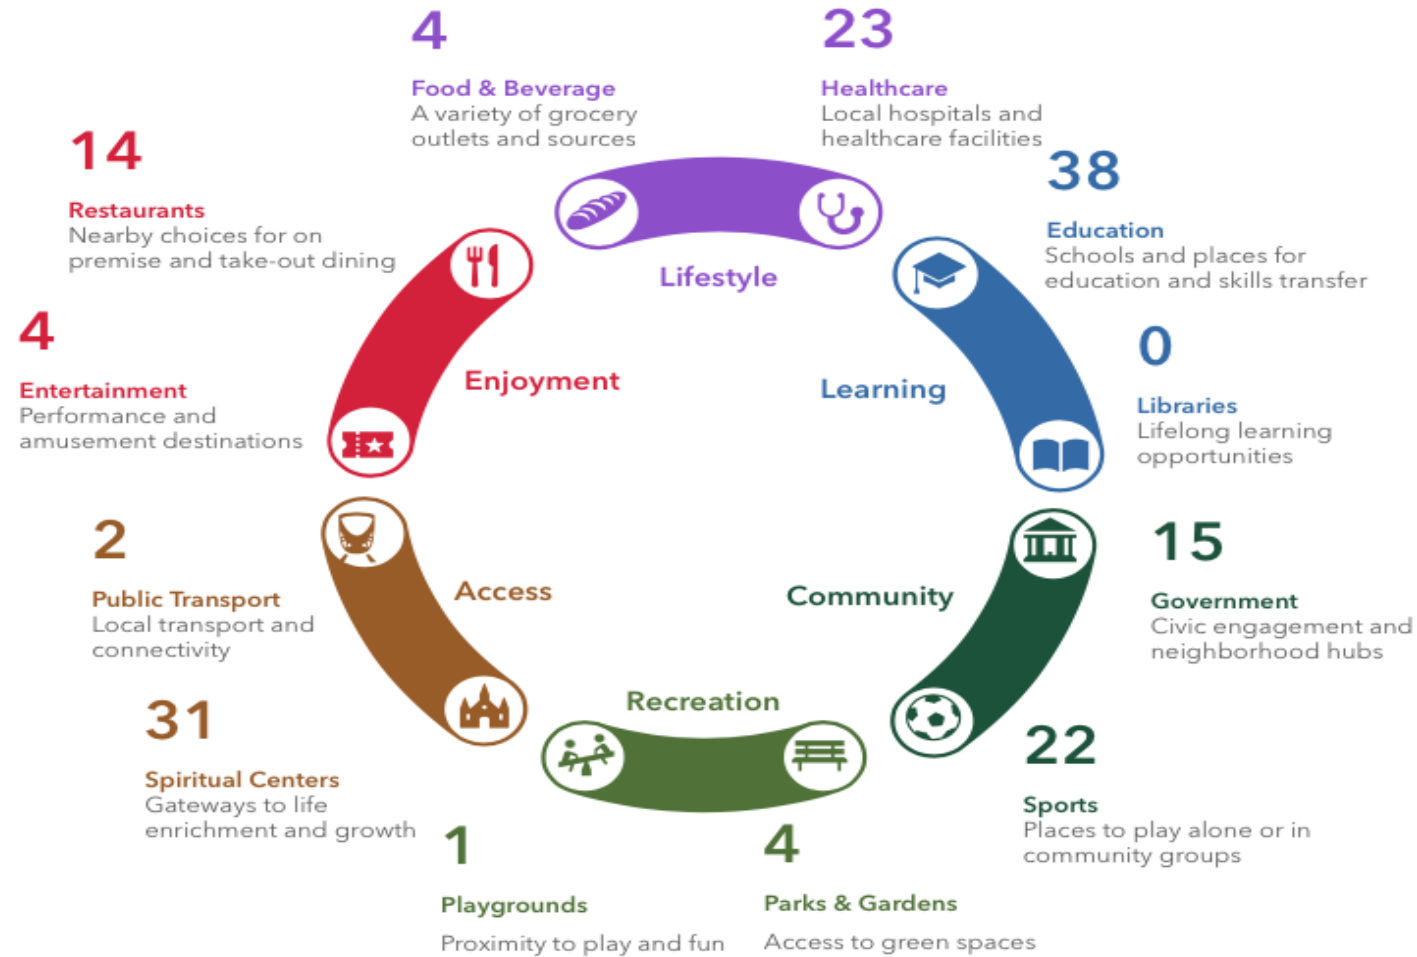 4
Food & Beverage
A variety of grocery
outlets and sources
23
Healthcare
Local hospitals and
healthcare facilities
14
Restaurants
Nearby choices for on
premise and take-out dining
38
Education
Schools and places for
education and skills transfer
Lifestyle
4
Entertainment
Performance and
amusement destinations
Enjoyment
Learning
0
Libraries
Lifelong learning
opportunities
2
Public Transport
Local transport and
connectivity
Access
Community
15
Government
Civic engagement and
neighborhood hubs
31
Spiritual Centers
Gateways to life
enrichment and growth
Recreation
22
Sports
Places to play alone or in
community groups
1
Playgrounds
Proximity to play and fun
4
Parks & Gardens
Access to green spaces